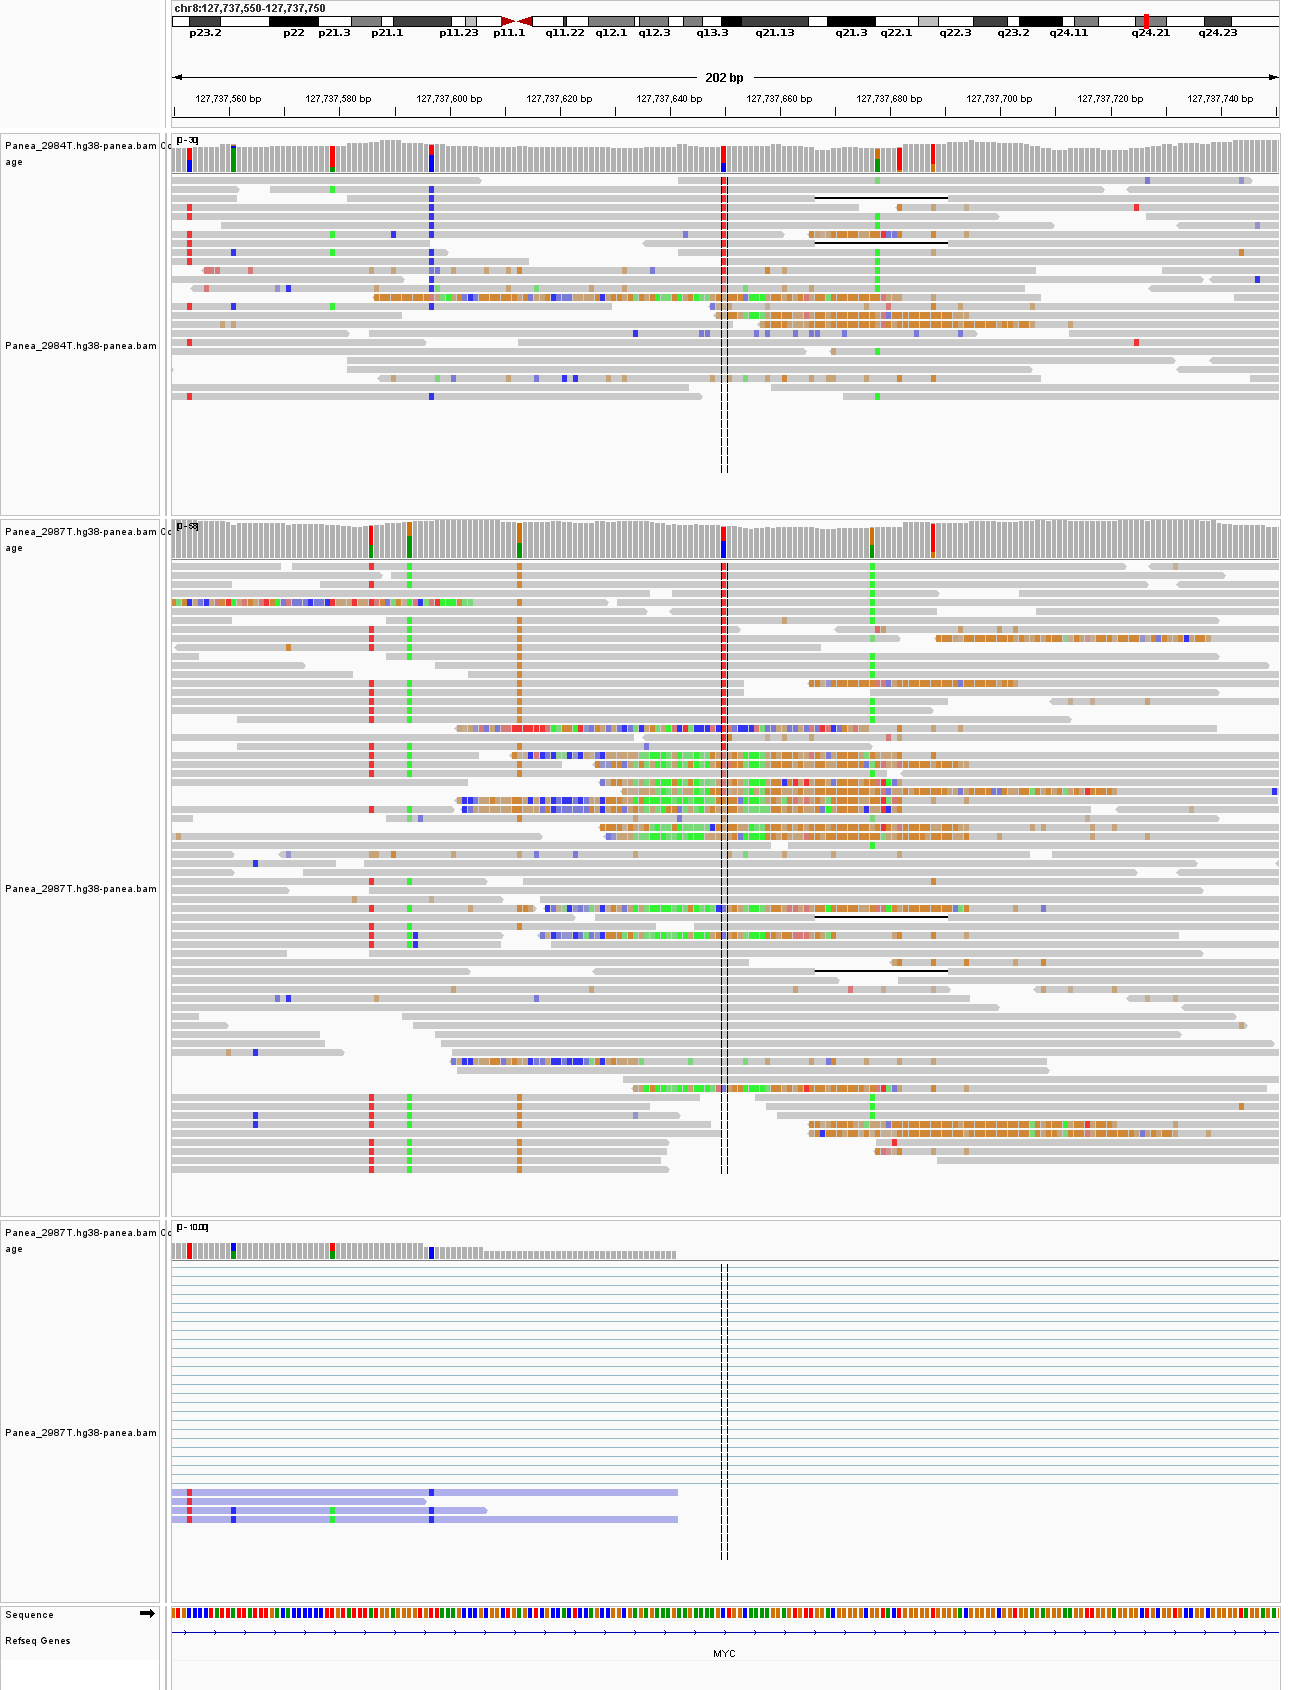 chr8:127,737,550-127,737,750
p23.2 p22 p21.3 p21.1 p11.23 p11.1 q11.22 q12.1 q12.3 q13.3 q21.13 q21.3 q22.1 q22.3 q23.2 q24.11 q24.21 q24.23
202 bp
127,737,560 bp 127,737,580 bp 127,737,600 bp 127,737,620 bp 127,737,640 bp 127,737,660 bp 127,737,680 bp 127,737,700 bp 127,737,720 bp 127,737,740 bp
Panea_2984T.hg38-panea.bam Co
age
[0 - 30]
Panea_2984T.hg38-panea.bam
Panea_2987T.hg38-panea.bam Co
age
[0 - 58]
Panea_2987T.hg38-panea.bam
Panea_2987T.hg38-panea.bam Co
age
[0 - 10.00]
Panea_2987T.hg38-panea.bam
Sequence
Refseq Genes
MYC